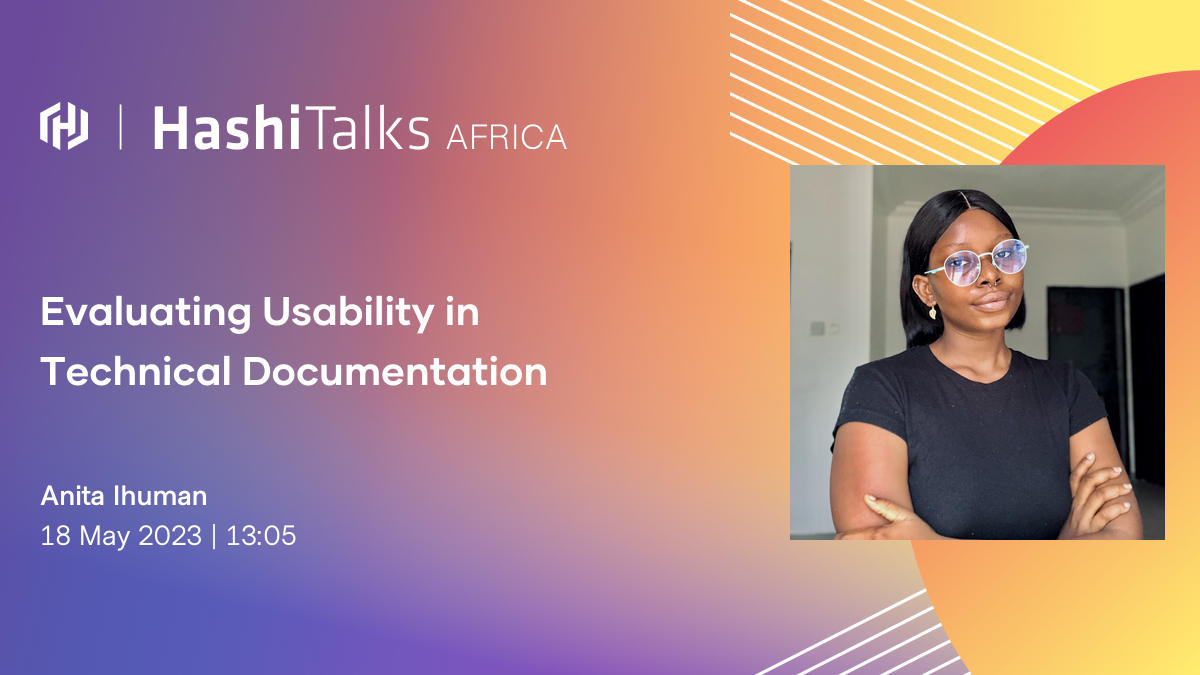 HashiTalks AFRICA
Evaluating Usability in
Technical Documentation
Anita Ihuman
18 May 2023 | 13:05